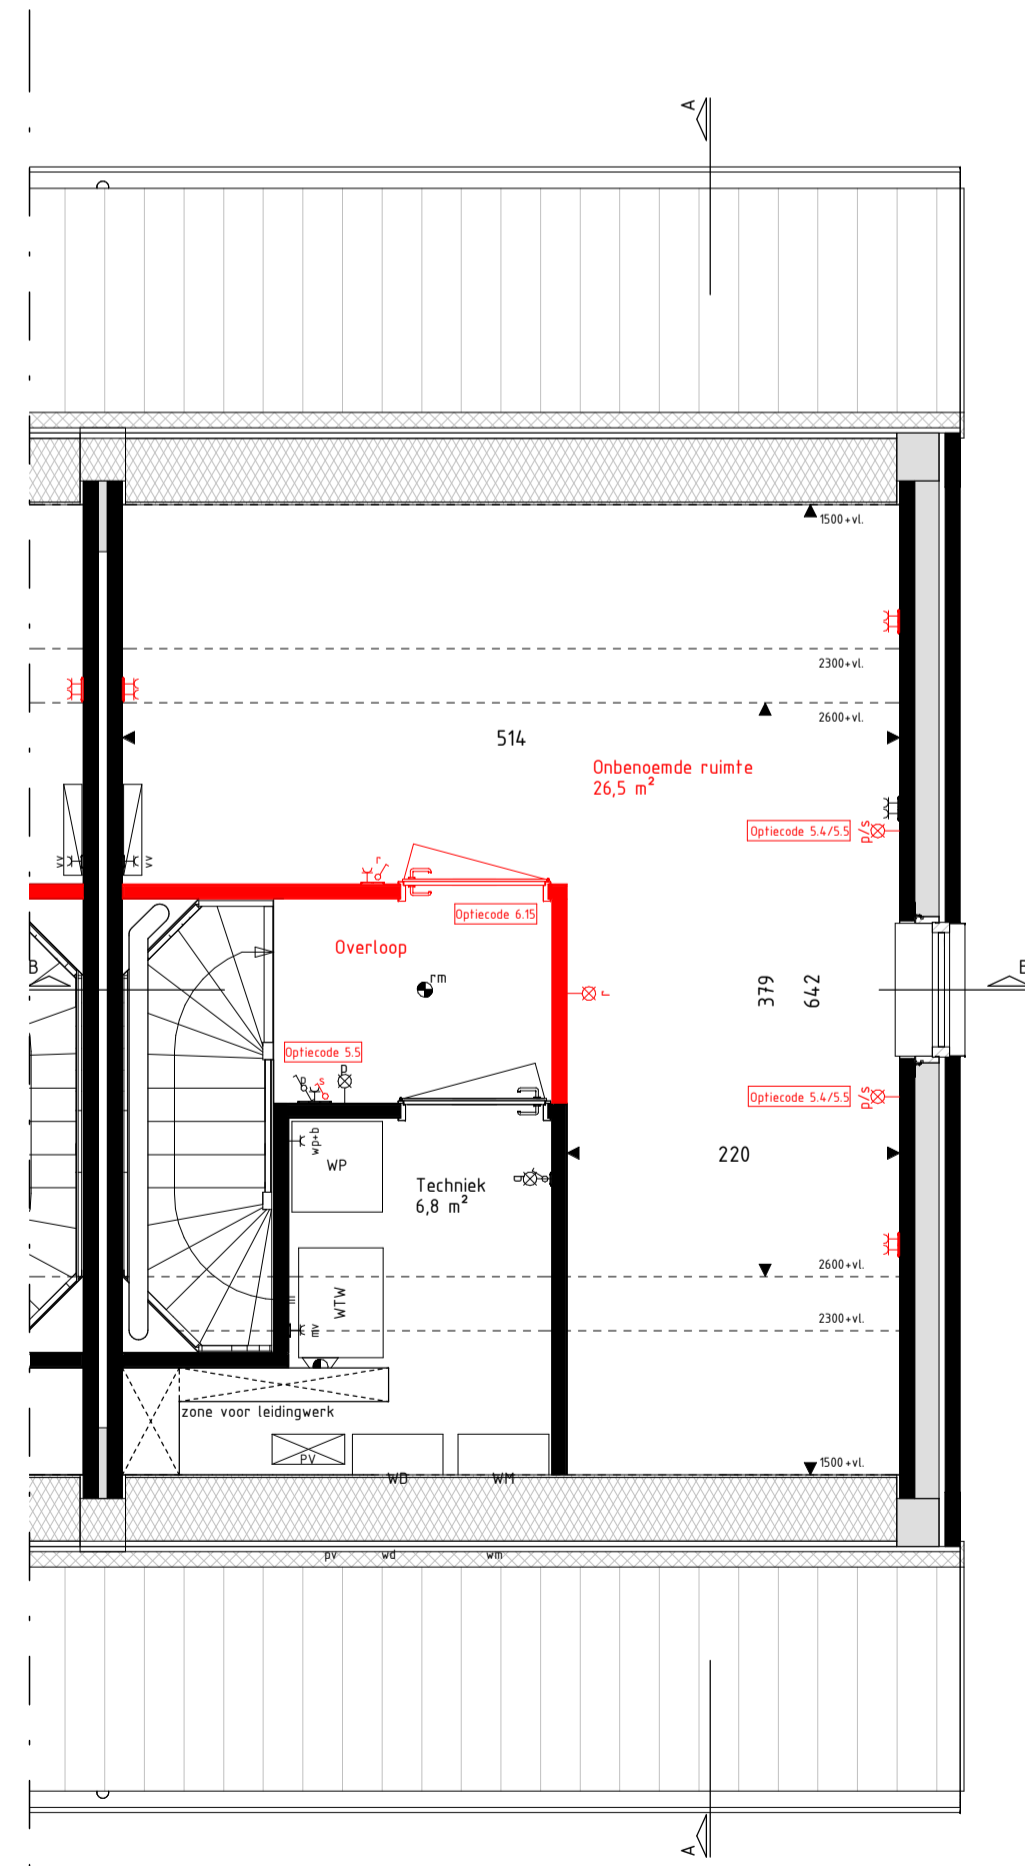 A
1500+vl.
2300+vl.
2600+vl.
514
Onbenoemde ruimte
26,5 m²
Optiecode 5.4/5.5
p/s
vv
vv
r
Optiecode 6.15
Overloop
rm
B
B
379
642
r
Optiecode 5.5
p
s
p
Optiecode 5.4/5.5
p/s
wp+b
WP
220
Techniek
6,8 m²
2600+vl.
WTW
mv
2300+vl.
zone voor leidingwerk
PV
WD
WM
1500+vl.
pv
wd
wm
A